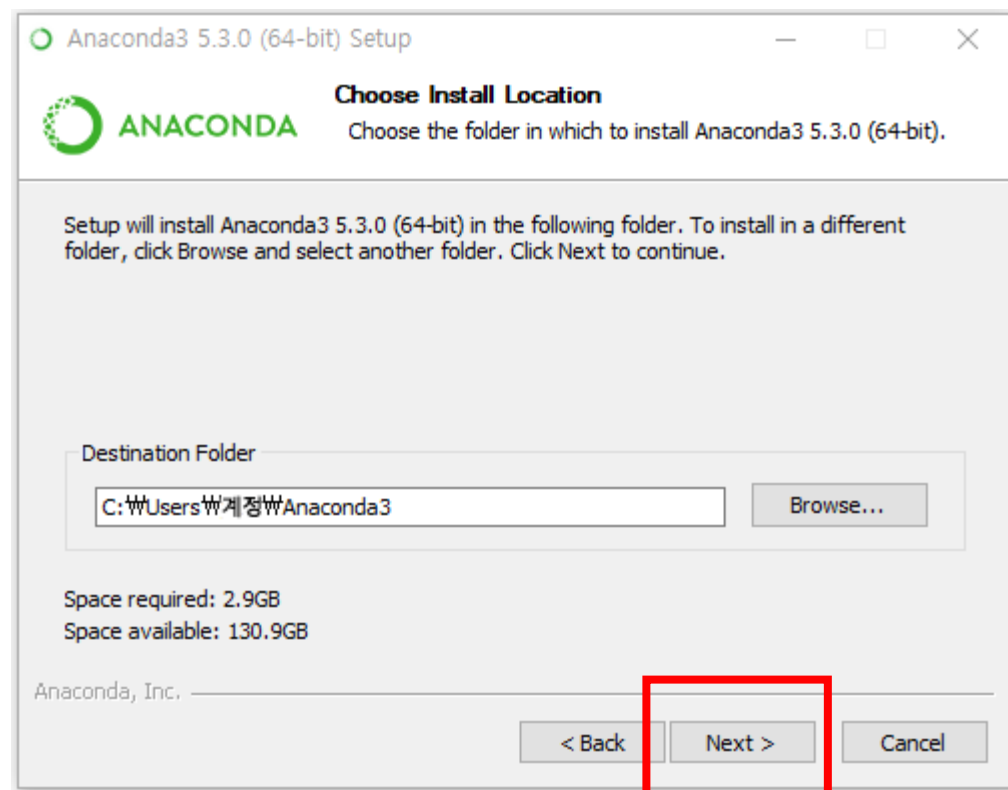 Anaconda3 5.3.0 (64-bit) Setup
ANACONDA
Choose Install Location
Choose the folder in which to install Anaconda3 5.3.0 (64-bit).
Setup will install Anaconda3 5.3.0 (64-bit) in the following folder. To install in a different
folder, click Browse and select another folder. Click Next to continue.
Destination Folder
C:₩Users₩계정₩Anaconda3
Browse...
Space required: 2.9GB
Space available: 130.9GB
Anaconda, Inc.
< Back
Next >
Cancel